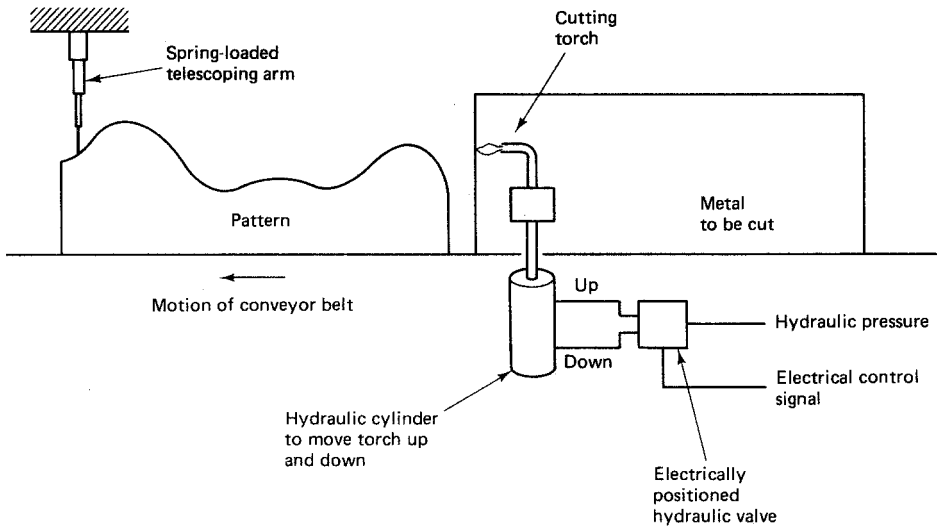 Cutting
torch
Spring-loaded
telescoping arm
Pattern
Metal
to be cut
Motion of conveyor belt
Up
Down
Hydraulic pressure
Electrical control
signal
Hydraulic cylinder
to move torch up
and down
Electrically
positioned
hydraulic valve